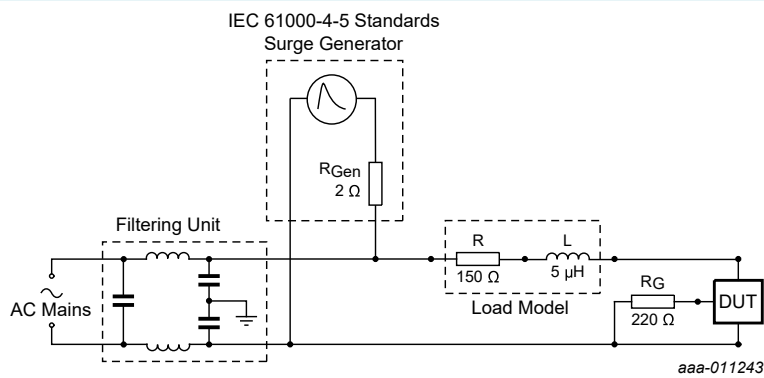 IEC 61000-4-5 Standards
Surge Generator
RGen
2 Ω
Filtering Unit
R
L
150 Ω
5 µH
Load Model
AC Mains
RG
220 Ω
DUT
aaa-011243